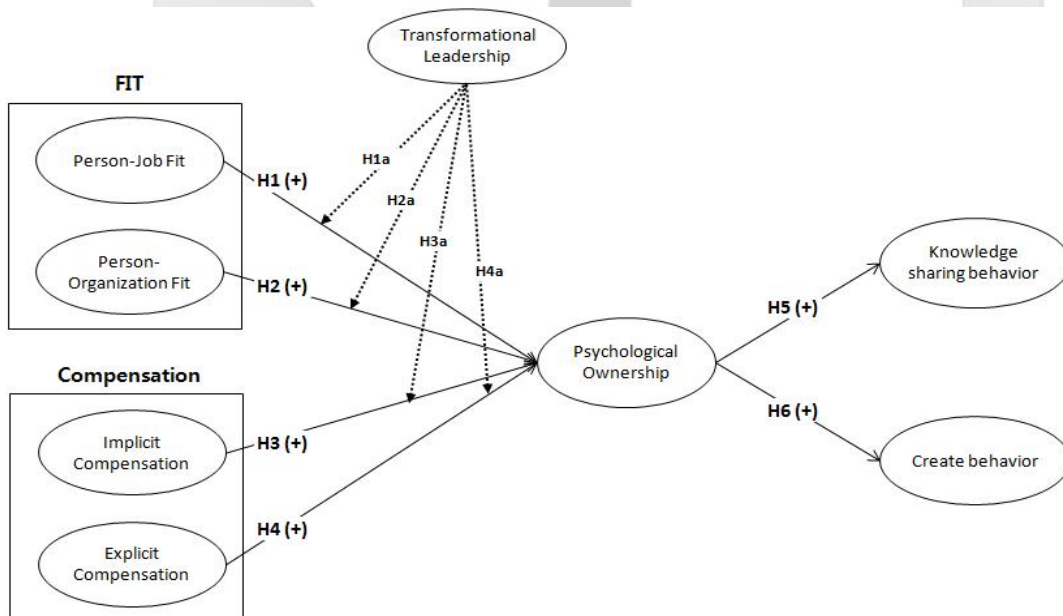 Transformational
Leadership
FIT
Person-Job Fit
H1 (+)
H1a
H2a
H3a
H4a
Person-
Organization Fit
H2 (+)
Knowledge
sharing behavior
H5 (+)
Psychological
Ownership
Compensation
H6 (+)
Implicit
Compensation
H3 (+)
Create behavior
H4 (+)
Explicit
Compensation